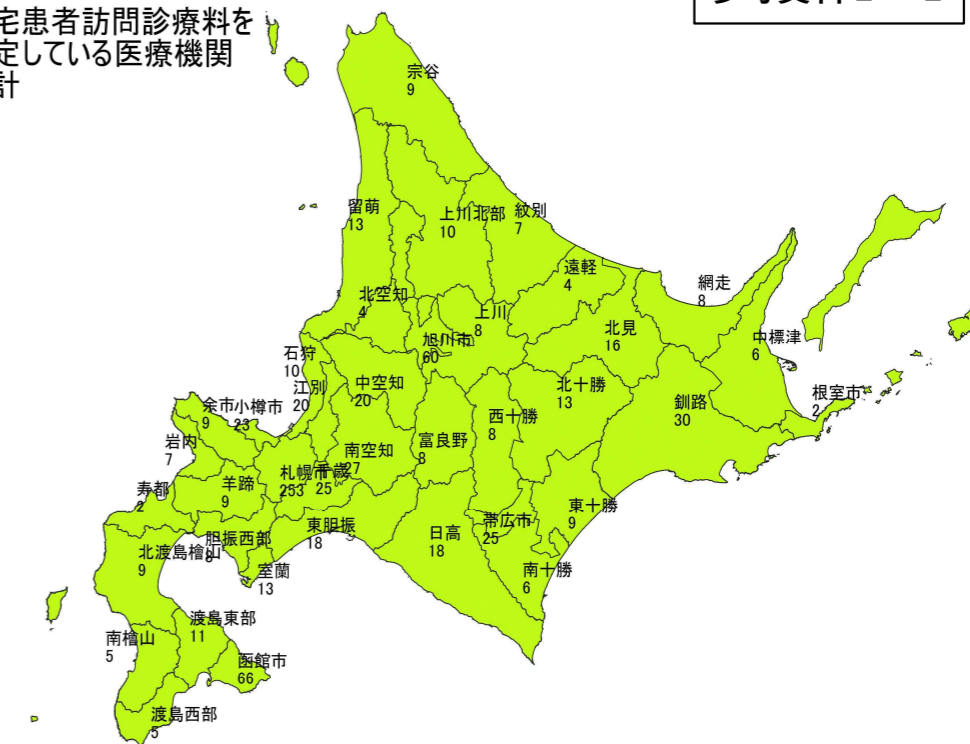 宅患者訪問診療料を
定している医療機関
計
宗谷
9
留萌
13
上川北部
10
紋別
7
遠軽
4
網走
8
北空知
4
上川
8
旭川市
60
北見
16
中標津
6
石狩
10
江別
20
中空知
20
北十勝
13
釧路
30
根室市
2
余市
9
小樽市
23
西十勝
8
岩内
7
南空知
27
富良野
8
札幌市
253
千歳
25
羊蹄
9
寿都
2
東十勝
9
帯広市
25
日高
18
東胆振
18
胆振西部
8
北渡島檜山
9
室蘭
13
南十勝
6
渡島東部
11
南檜山
5
函館市
66
渡島西部
5